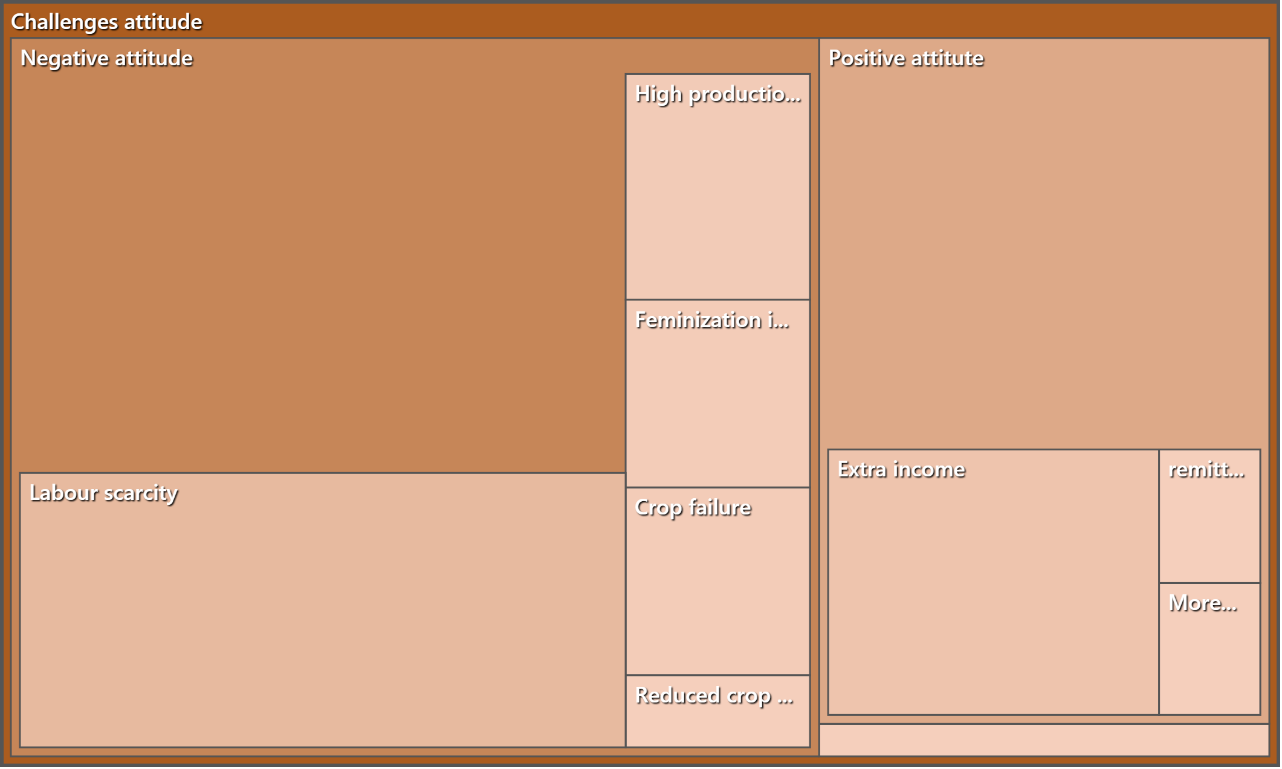 Challenges attitude
Negative attitude
High productio...
Feminization i...
Crop failure
Reduced crop ...
Labour scarcity
Positive attitute
Extra income
remitt...
More...